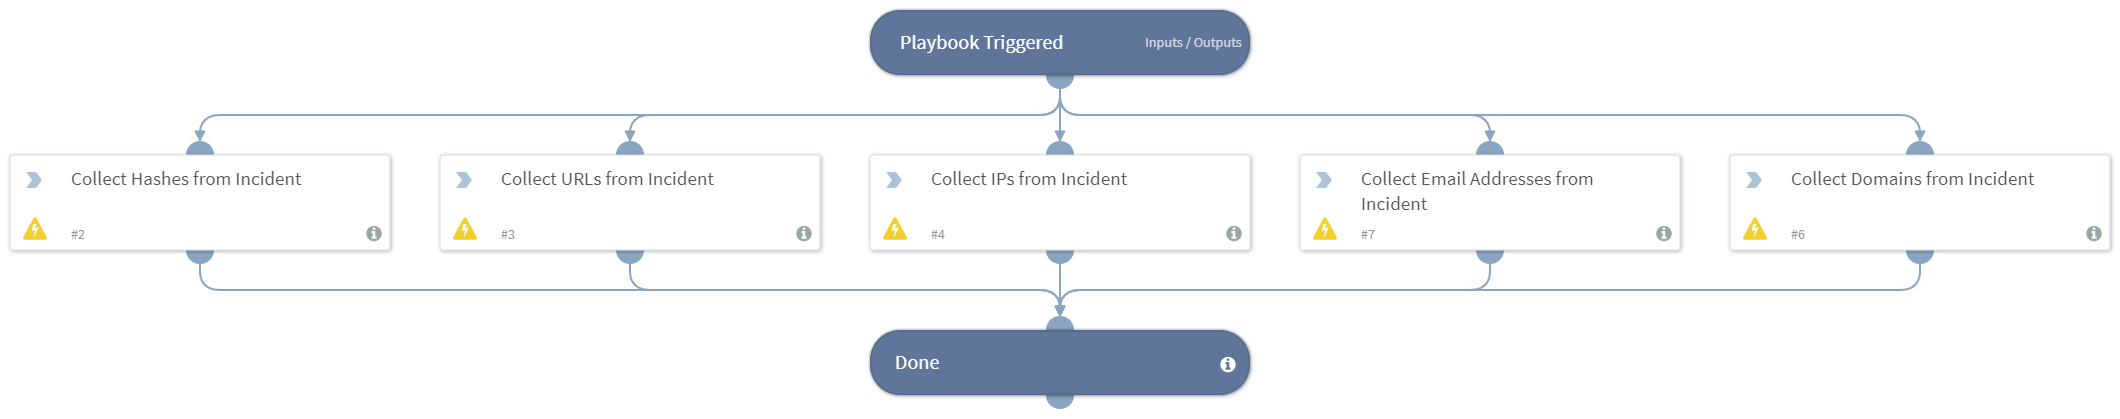 Playbook Triggered
Inputs / Outputs
Collect Hashes from Incident
#2
Collect URLs from Incident
#3
Collect IPs from Incident
#4
Collect Email Addresses from
Incident
#7
Collect Domains from Incident
#6
Done